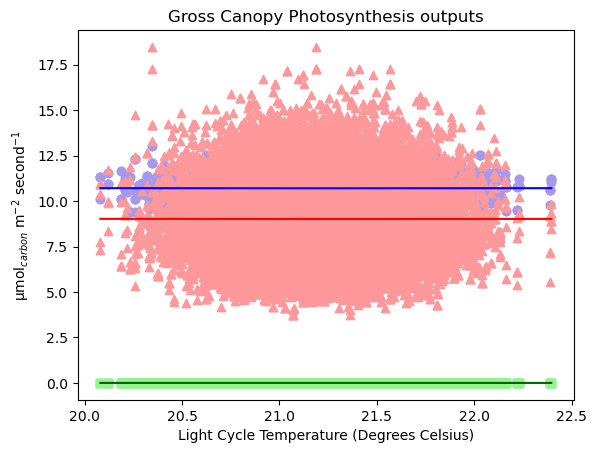 Gross Canopy Photosynthesis outputs
17.5
15.0
12.5
10.0
7.5
5.0
2.5
0.0
μmol_carbon m⁻² second⁻¹
20.0 20.5 21.0 21.5 22.0 22.5
Light Cycle Temperature (Degrees Celsius)